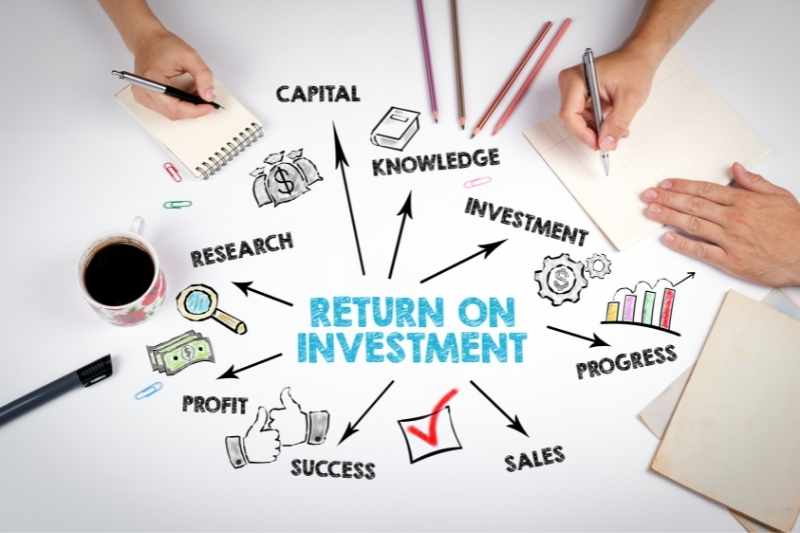 CAPITAL
KNOWLEDGE
INVESTMENT
RESEARCH
RETURN ON
INVESTMENT
PROGRESS
PROFIT
SUCCESS
SALES